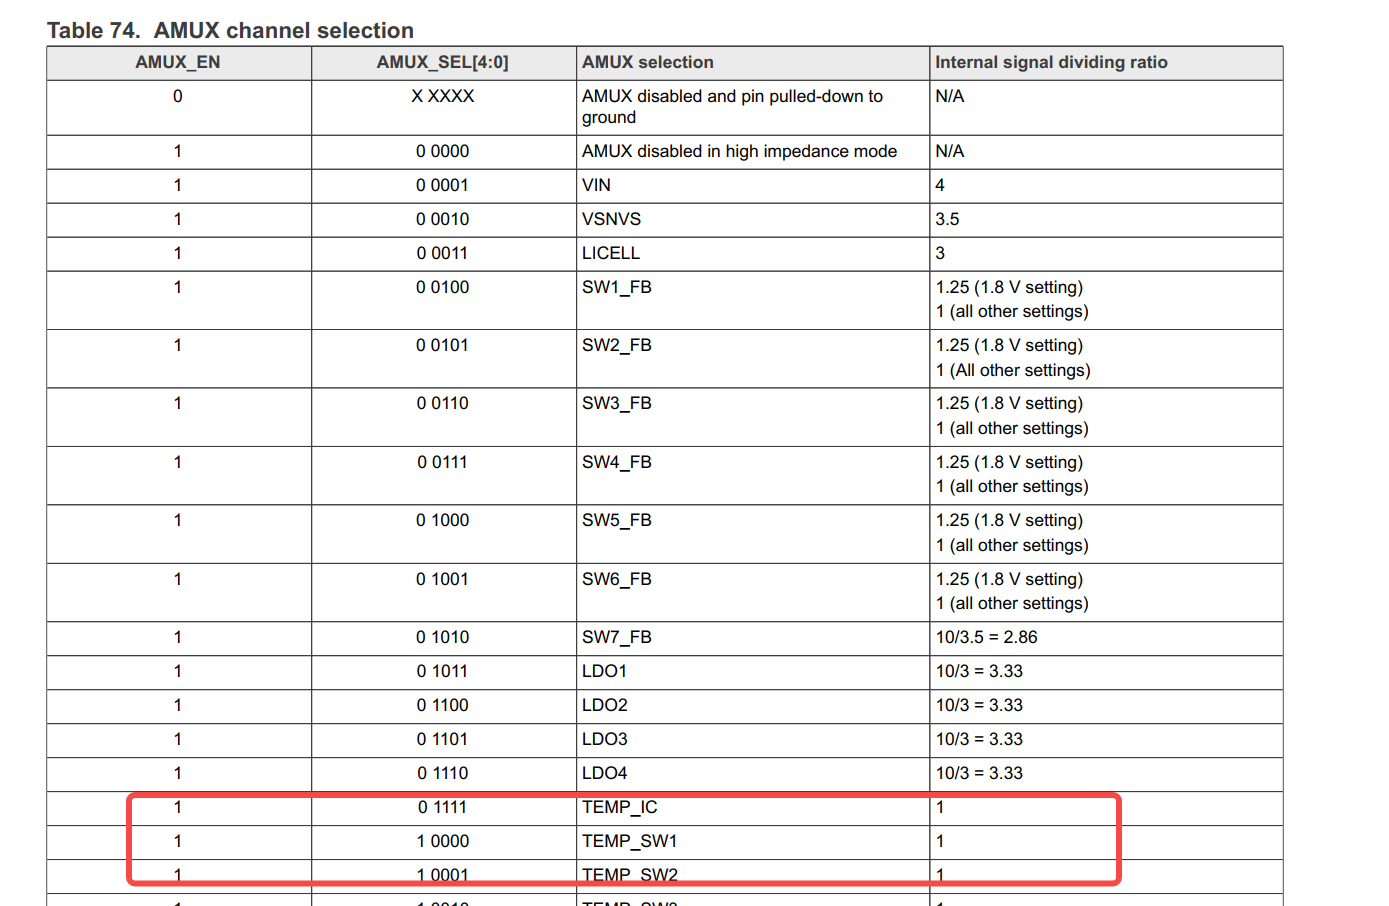 Table 74. AMUX channel selection
AMUX_EN AMUX_SEL[4:0] AMUX selection Internal signal dividing ratio
0 X XXXX AMUX disabled and pin pulled-down to N/A
ground
1 0 0000 AMUX disabled in high impedance mode N/A
1 0 0001 VIN 4
1 0 0010 VSNVS 3.5
1 0 0011 LICELL 3
1 0 0100 SW1_FB 1.25 (1.8 V setting)
1 (all other settings)
1 0 0101 SW2_FB 1.25 (1.8 V setting)
1 (All other settings)
1 0 0110 SW3_FB 1.25 (1.8 V setting)
1 (all other settings)
1 0 0111 SW4_FB 1.25 (1.8 V setting)
1 (all other settings)
1 0 1000 SW5_FB 1.25 (1.8 V setting)
1 (all other settings)
1 0 1001 SW6_FB 1.25 (1.8 V setting)
1 (all other settings)
1 0 1010 SW7_FB 10/3.5 = 2.86
1 0 1011 LDO1 10/3 = 3.33
1 0 1100 LDO2 10/3 = 3.33
1 0 1101 LDO3 10/3 = 3.33
1 0 1110 LDO4 10/3 = 3.33
1 0 1111 TEMP_IC 1
1 1 0000 TEMP_SW1 1
1 1 0001 TEMP_SW2 1